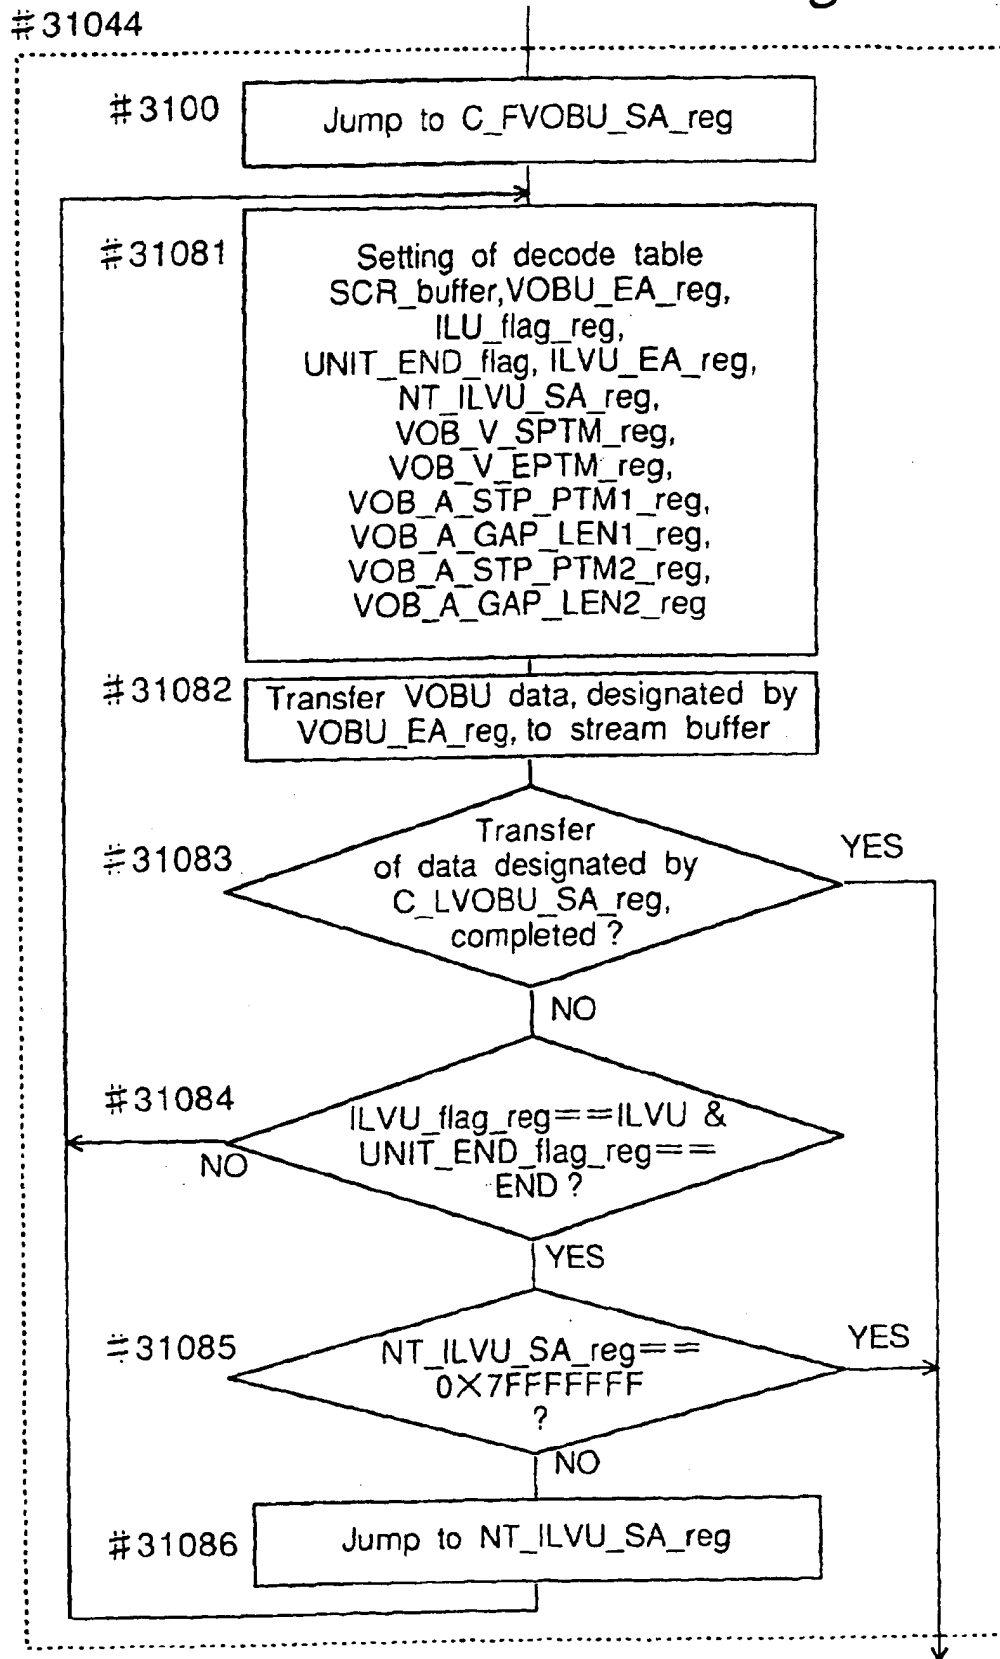 #31044
g
#3100
Jump to C_FVOBU_SA_reg
#31081
Setting of decode table
SCR_buffer,VOBU_EA_reg,
ILU_flag_reg,
UNIT_END_flag, ILVU_EA_reg,
NT_ILVU_SA_reg,
VOB_V_SPTM_reg,
VOB_V_EPTM_reg,
VOB_A_STP_PTM1_reg,
VOB_A_GAP_LEN1_reg,
VOB_A_STP_PTM2_reg,
VOB_A_GAP_LEN2_reg
#31082
Transfer VOBU data, designated by
VOBU_EA_reg, to stream buffer
#31083
Transfer
of data designated by
C_LVOBU_SA_reg,
completed ?
YES
NO
#31084
ILVU_flag_reg==ILVU &
UNIT_END_flag_reg==
END ?
NO
YES
#31085
NT_ILVU_SA_reg==
0X7FFFFFFF
?
YES
NO
#31086
Jump to NT_ILVU_SA_reg